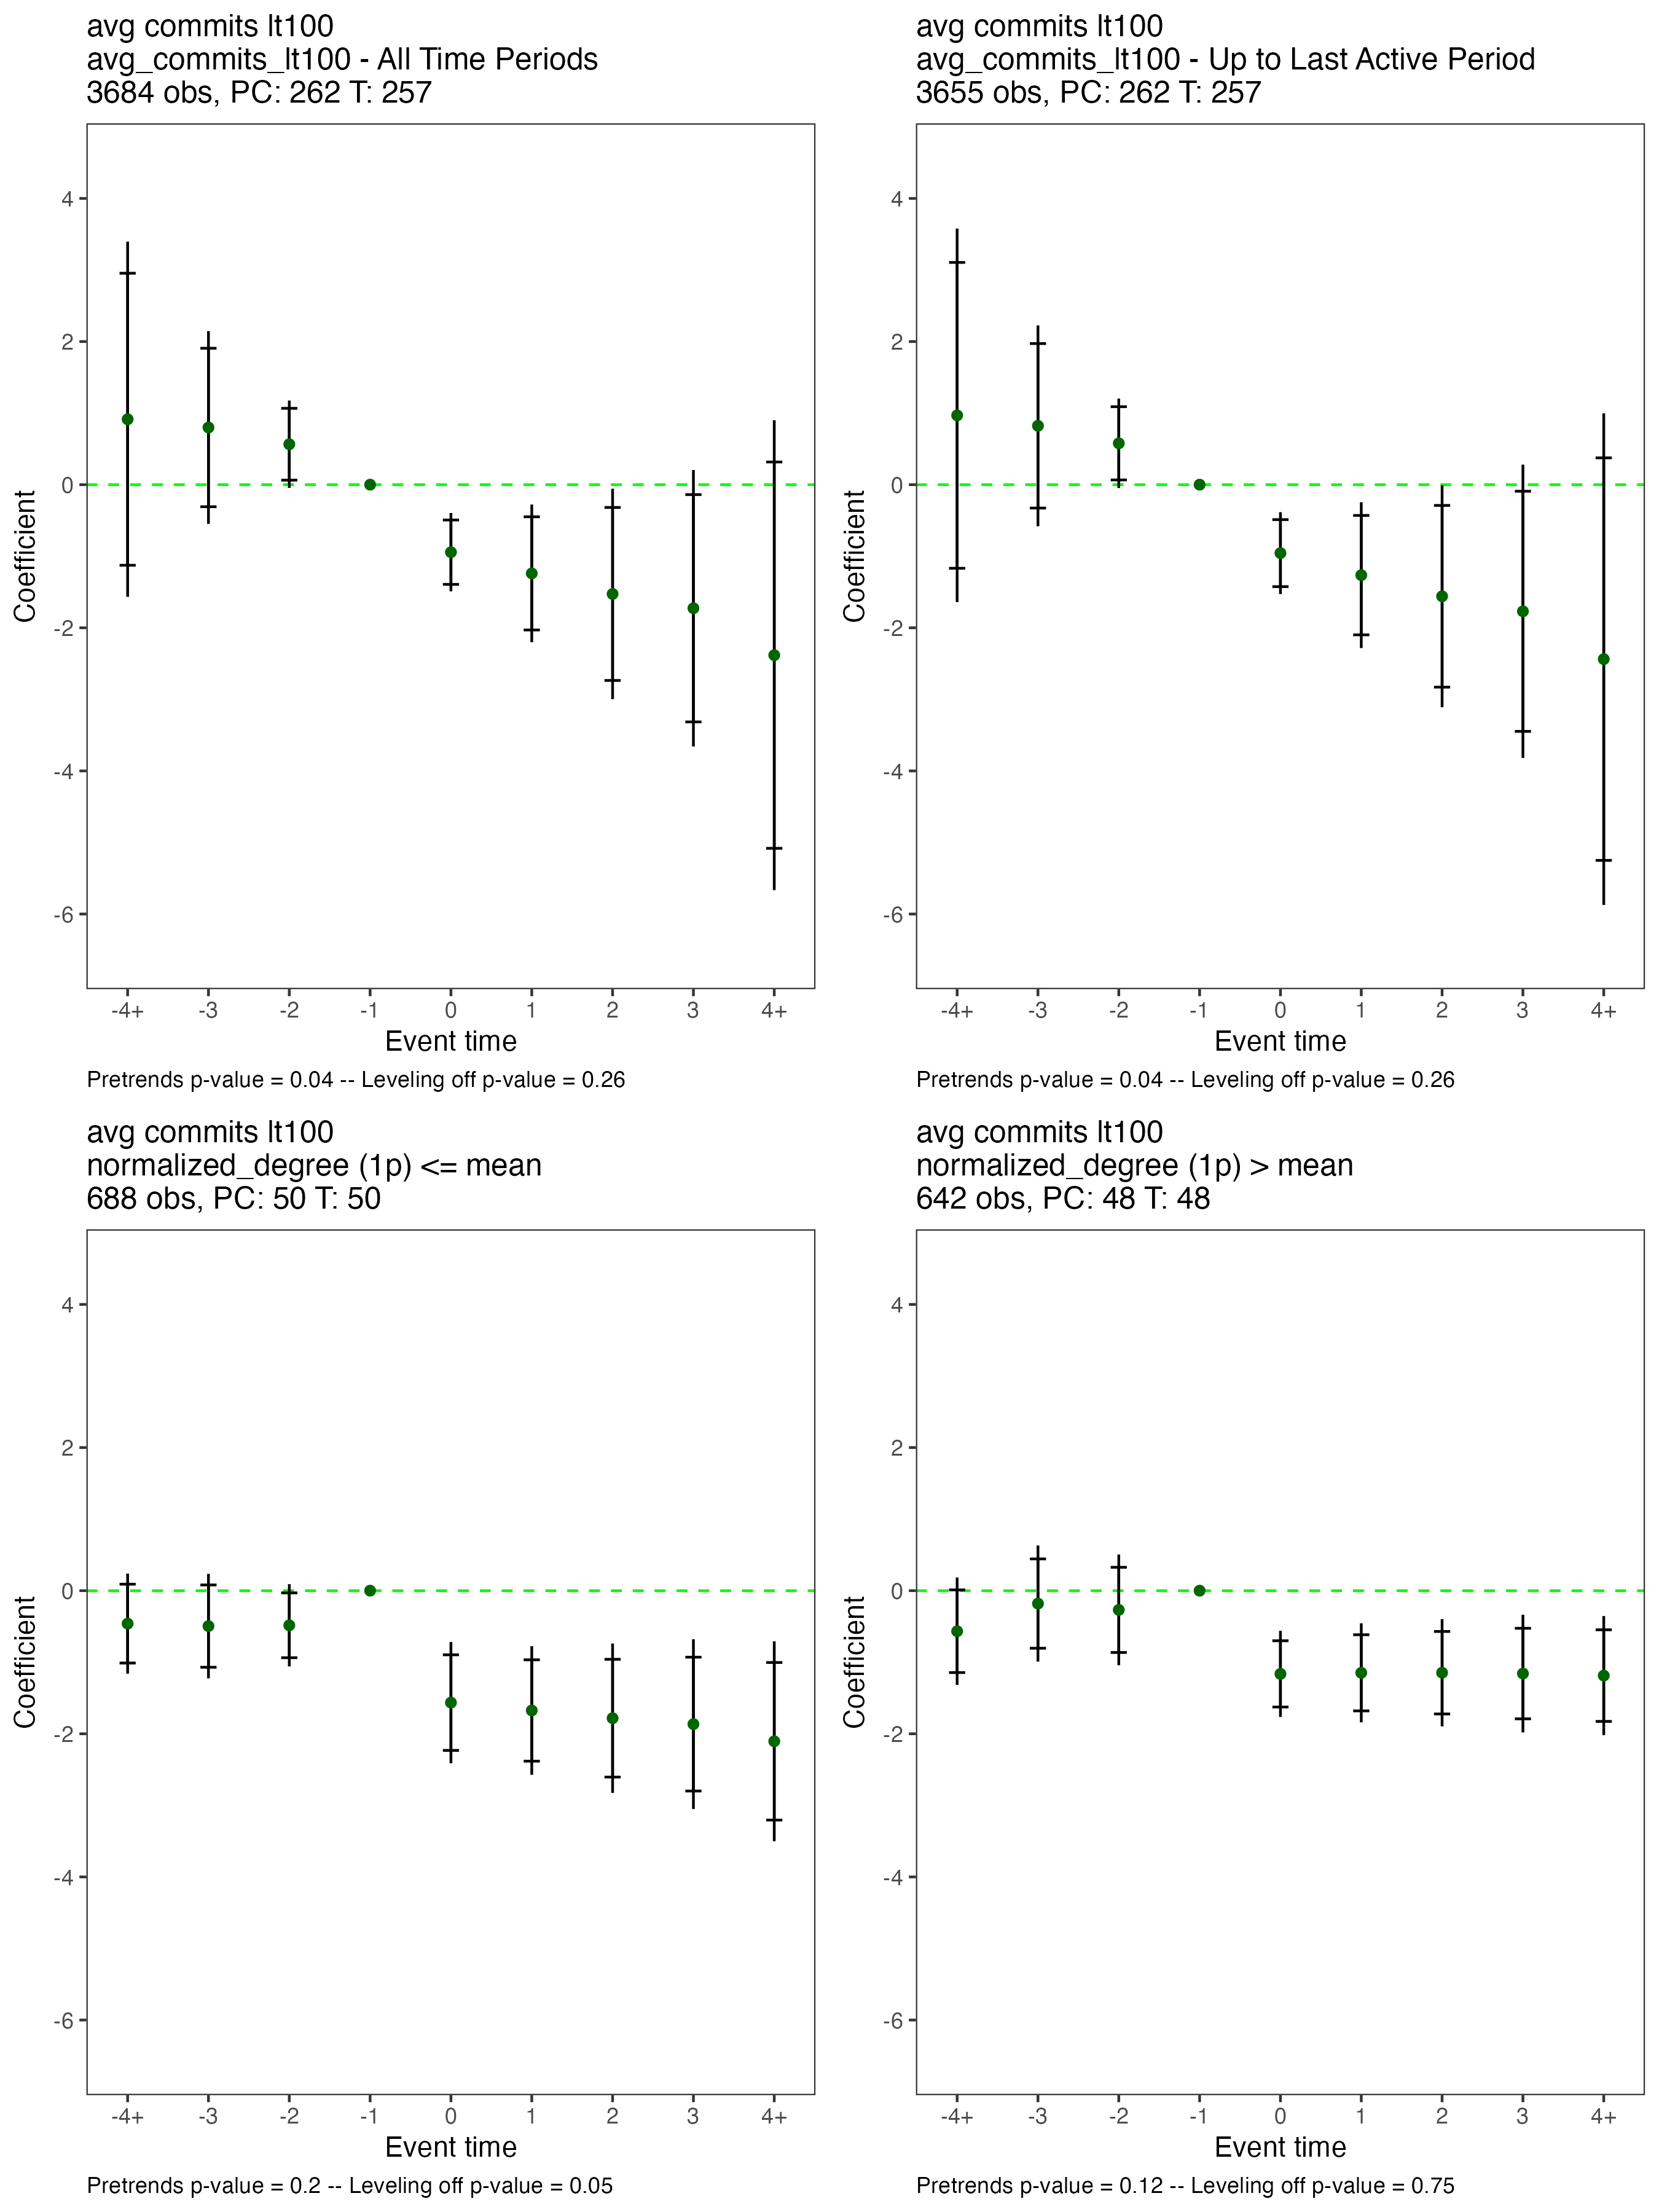 avg commits lt100
avg_commits_lt100 - All Time Periods
3684 obs, PC: 262 T: 257
4
2
0
-2
-4
-6
Coefficient
-4+ -3 -2 -1 0 1 2 3 4+
Event time
Pretrends p-value = 0.04 -- Leveling off p-value = 0.26
avg commits lt100
avg_commits_lt100 - Up to Last Active Period
3655 obs, PC: 262 T: 257
4
2
0
-2
-4
-6
Coefficient
-4+ -3 -2 -1 0 1 2 3 4+
Event time
Pretrends p-value = 0.04 -- Leveling off p-value = 0.26
avg commits lt100
normalized_degree (1p) <= mean
688 obs, PC: 50 T: 50
4
2
0
-2
-4
-6
Coefficient
-4+ -3 -2 -1 0 1 2 3 4+
Event time
Pretrends p-value = 0.2 -- Leveling off p-value = 0.05
avg commits lt100
normalized_degree (1p) > mean
642 obs, PC: 48 T: 48
4
2
0
-2
-4
-6
Coefficient
-4+ -3 -2 -1 0 1 2 3 4+
Event time
Pretrends p-value = 0.12 -- Leveling off p-value = 0.75